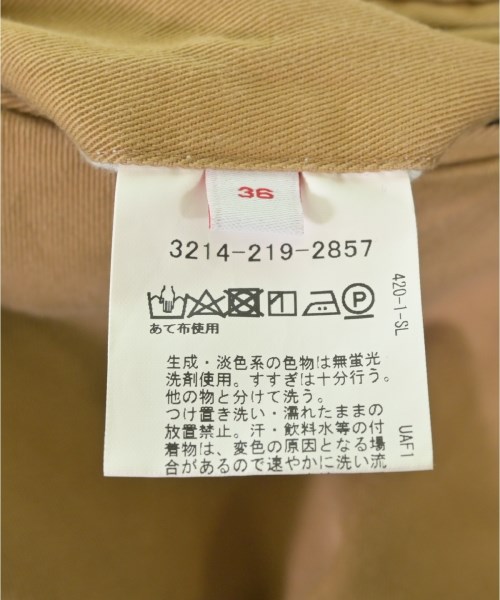 36
3214-219-2857
P
あて布使用
420-1-SL
生成・淡色系の色物は無蛍光
洗剤使用。すすぎは十分行う。
他の物と分けて洗う。
つけ置き洗い・濡れたままの
放置禁止。汗・飲料水等の付
着物は、変色の原因となる場
合があるので速やかに洗い流
UAF1